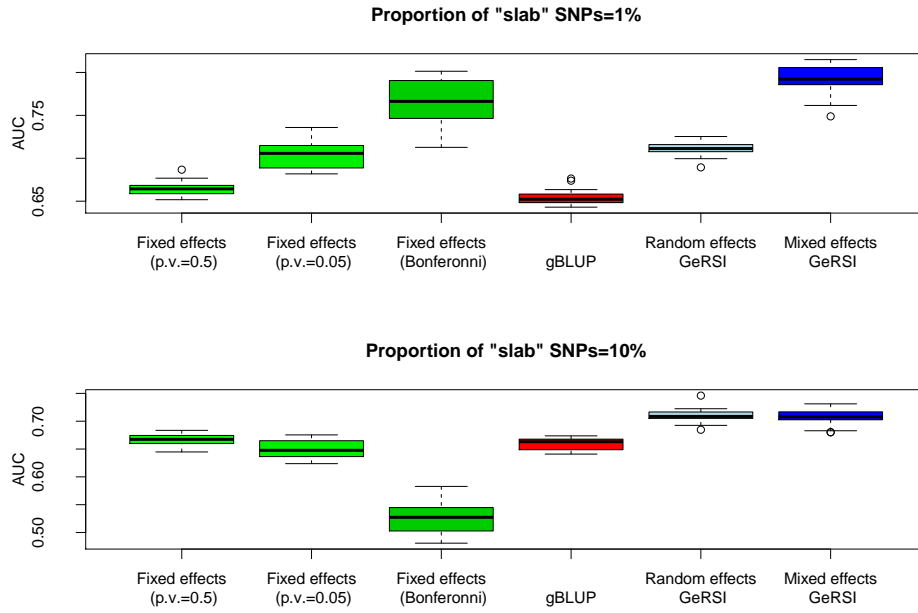 Proportion of "slab" SNPs=1%
AUC
0.75
0.65
Fixed effects (p.v.=0.5)
Fixed effects (p.v.=0.05)
Fixed effects (Bonferonni)
gBLUP
Random effects GeRSI
Mixed effects GeRSI
Proportion of "slab" SNPs=10%
AUC
0.70
0.60
0.50
Fixed effects (p.v.=0.5)
Fixed effects (p.v.=0.05)
Fixed effects (Bonferonni)
gBLUP
Random effects GeRSI
Mixed effects GeRSI